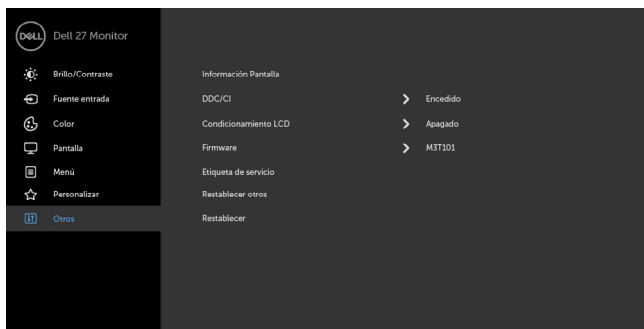 DELL Dell 27 Monitor
Brillo/Contraste Información Pantalla
Fuente entrada DDC/CI Encedido
Color Condicionamiento LCD Apagado
Pantalla Firmware M3T101
Menú Etiqueta de servicio
Personalizar Restablecer otros
Otros Restablecer